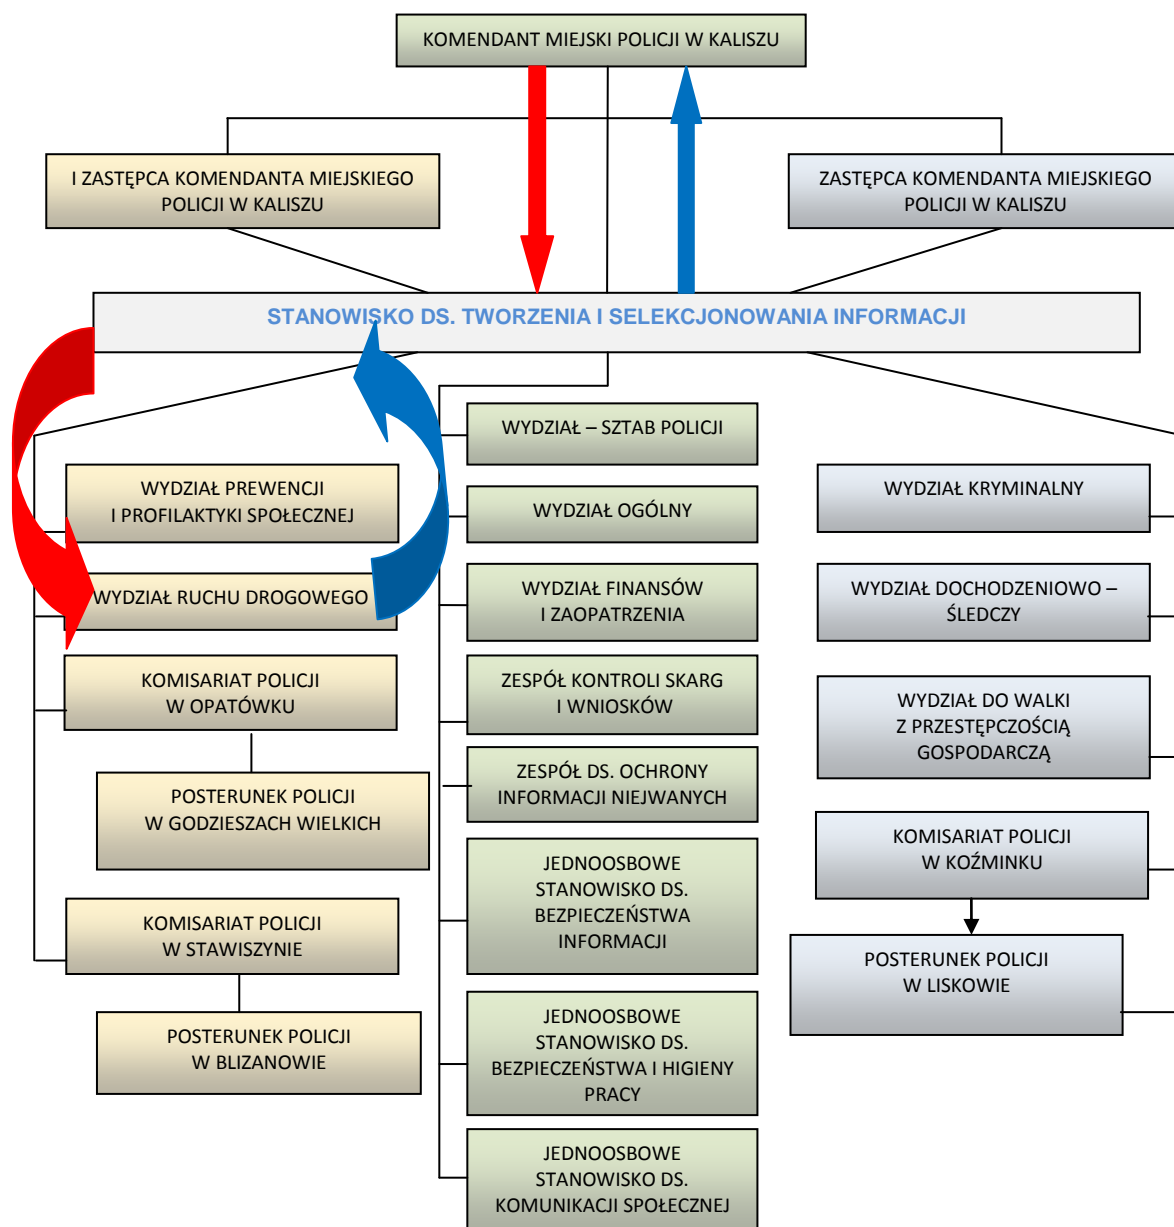 KOMENDANT MIEJSKI POLICJI W KALISZU
I ZASTĘPCA KOMENDANTA MIEJSKIEGO
POLICJI W KALISZU
ZASTĘPCA KOMENDANTA MIEJSKIEGO
POLICJI W KALISZU
STANOWISKO DS. TWORZENIA I SELEKCJONOWANIA INFORMACJI
WYDZIAŁ PREWENCJI
I PROFILAKTYKI SPOŁECZNEJ
WYDZIAŁ RUCHU DROGOWEGO
KOMISARIAT POLICJI
W OPATÓWKU
POSTERUNEK POLICJI
W GODZIESZACH WIELKICH
KOMISARIAT POLICJI
W STAWISZYNIE
POSTERUNEK POLICJI
W BLIZANOWIE
WYDZIAŁ – SZTAB POLICJI
WYDZIAŁ OGÓLNY
WYDZIAŁ FINANSÓW
I ZAOPATRZENIA
ZESPÓŁ KONTROLI SKARG
I WNIOSKÓW
ZESPÓŁ DS. OCHRONY
INFORMACJI NIEJWANYCH
JEDNOOSBOWE
STANOWISKO DS.
BEZPIECZEŃSTWA
INFORMACJI
JEDNOOSBOWE
STANOWISKO DS.
BEZPIECZEŃSTWA I HIGIENY
PRACY
JEDNOOSBOWE
STANOWISKO DS.
KOMUNIKACJI SPOŁECZNEJ
WYDZIAŁ KRYMINALNY
WYDZIAŁ DOCHODZENIOWO –
ŚLEDCZY
WYDZIAŁ DO WALKI
Z PRZESTĘPCZOŚCIĄ
GOSPODARCZĄ
KOMISARIAT POLICJI
W KOŹMINKU
POSTERUNEK POLICJI
W LISKOWIE